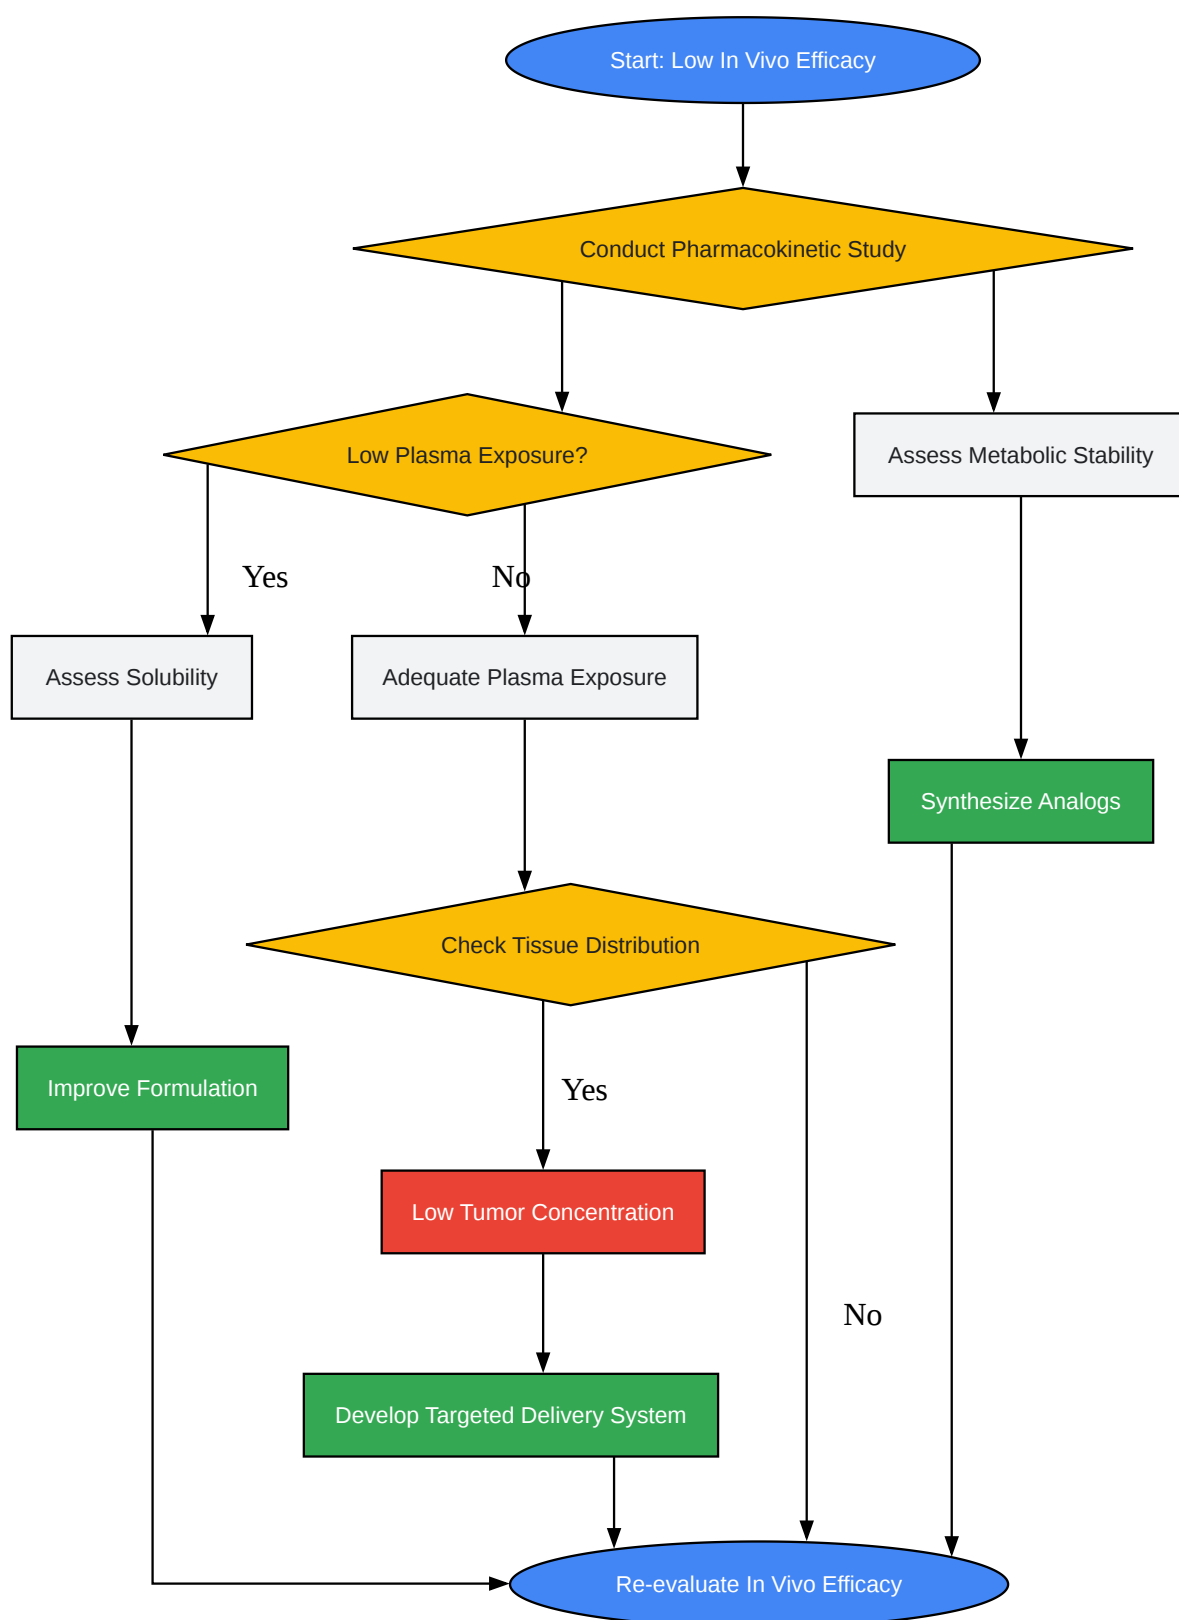 Start: Low In Vivo Efficacy
Conduct Pharmacokinetic Study
Low Plasma Exposure?
Assess Metabolic Stability
Yes
No
Assess Solubility
Adequate Plasma Exposure
Synthesize Analogs
Check Tissue Distribution
Improve Formulation
Yes
Low Tumor Concentration
No
Develop Targeted Delivery System
Re-evaluate In Vivo Efficacy